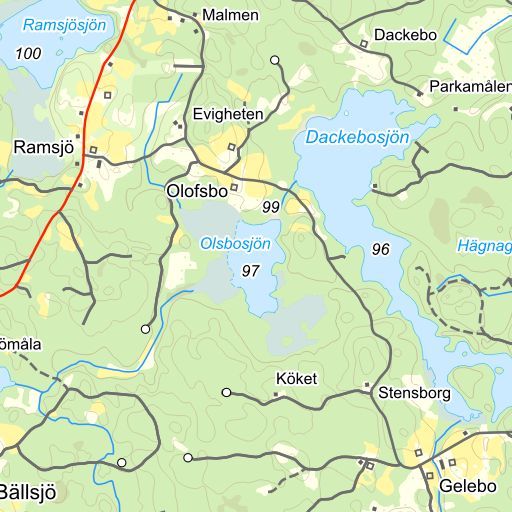 Malmen
Ramsjösjön
100
Dackebo
Parkamålen
Evigheten
Dackebosjön
Ramsjö
Olofsbo
99
Olsbosjön
97
96
Hägnag
ömåla
Köket
Stensborg
Gelebo
Bällsjö